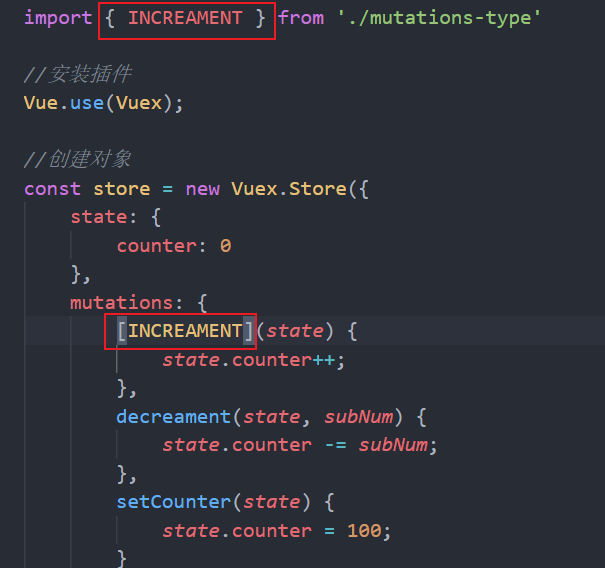 import { INCREAMENT } from './mutations-type'
//安装插件
Vue.use(Vuex);
//创建对象
const store = new Vuex.Store({
state: {
counter: 0
},
mutations: {
[INCREAMENT](state) {
state.counter++;
},
decreament(state, subNum) {
state.counter -= subNum;
},
setCounter(state) {
state.counter = 100;
}